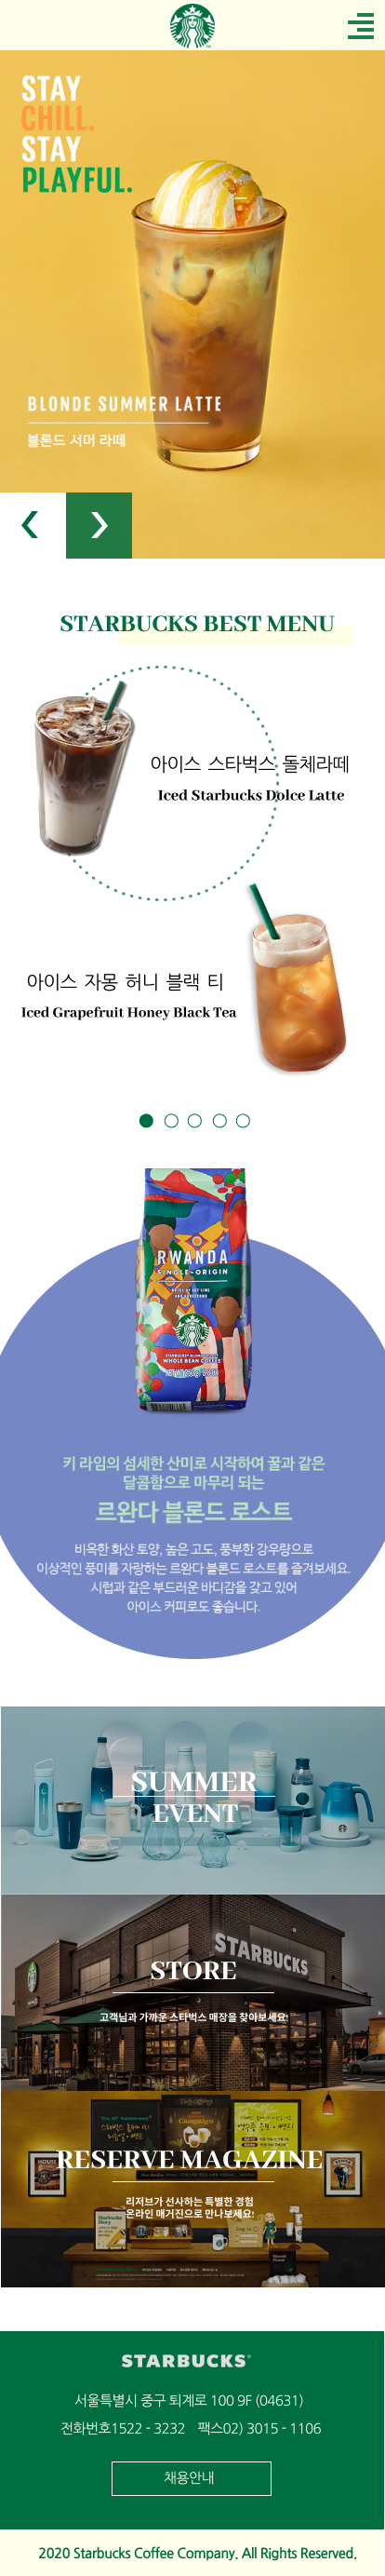 STAY
CHILL.
STAY
PLAYFUL.
BLONDE SUMMER LATTE
블론드 서머 라떼
STARBUCKS BEST MENU
아이스 스타벅스 돌체라떼
Iced Starbucks Dolce Latte
아이스 자몽 허니 블랙 티
Iced Grapefruit Honey Black Tea
RWANDA
SINGLE-ORIGIN
WHOLE BEAN COFFEE
키 라임의 섬세한 산미로 시작하여 꿀과 같은
달콤함으로 마무리 되는
르완다 블론드 로스트
비옥한 화산 토양, 높은 고도, 풍부한 강우량으로
이상적인 풍미를 자랑하는 르완다 블론드 로스트를 즐겨보세요.
시럽과 같은 부드러운 바디감을 갖고 있어
아이스 커피로도 좋습니다.
SUMMER
EVENT
STARBUCKS
STORE
고객님과 가까운 스타벅스 매장을 찾아보세요!
Campaign
RESERVE MAGAZINE
리저브가 선사하는 특별한 경험
온라인 매거진으로 만나보세요!
STARBUCKS
서울특별시 중구 퇴계로 100 9F (04631)
전화번호1522 - 3232 팩스02) 3015 - 1106
채용안내
2020 Starbucks Coffee Company. All Rights Reserved.